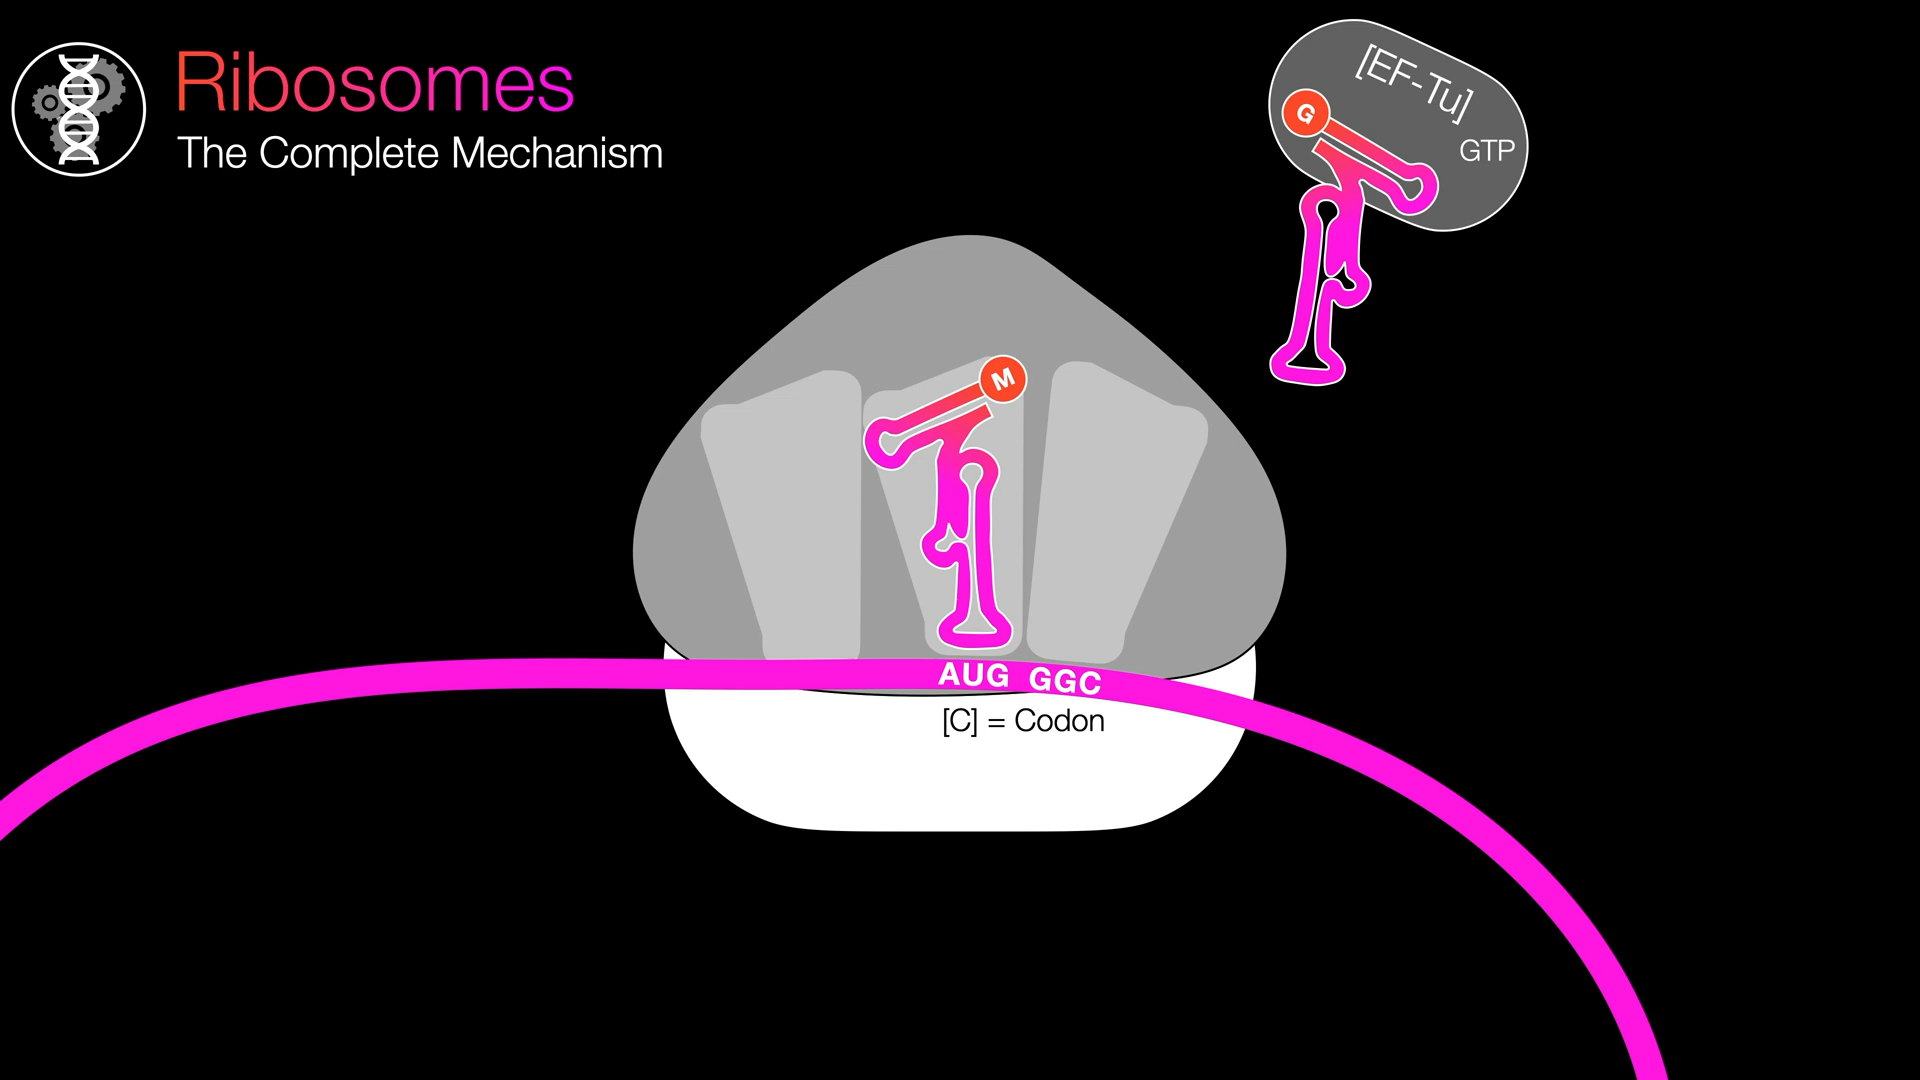 Ribosomes
The Complete Mechanism
[EF-Tu]
G
GTP
M
AUG GGC
[C] = Codon